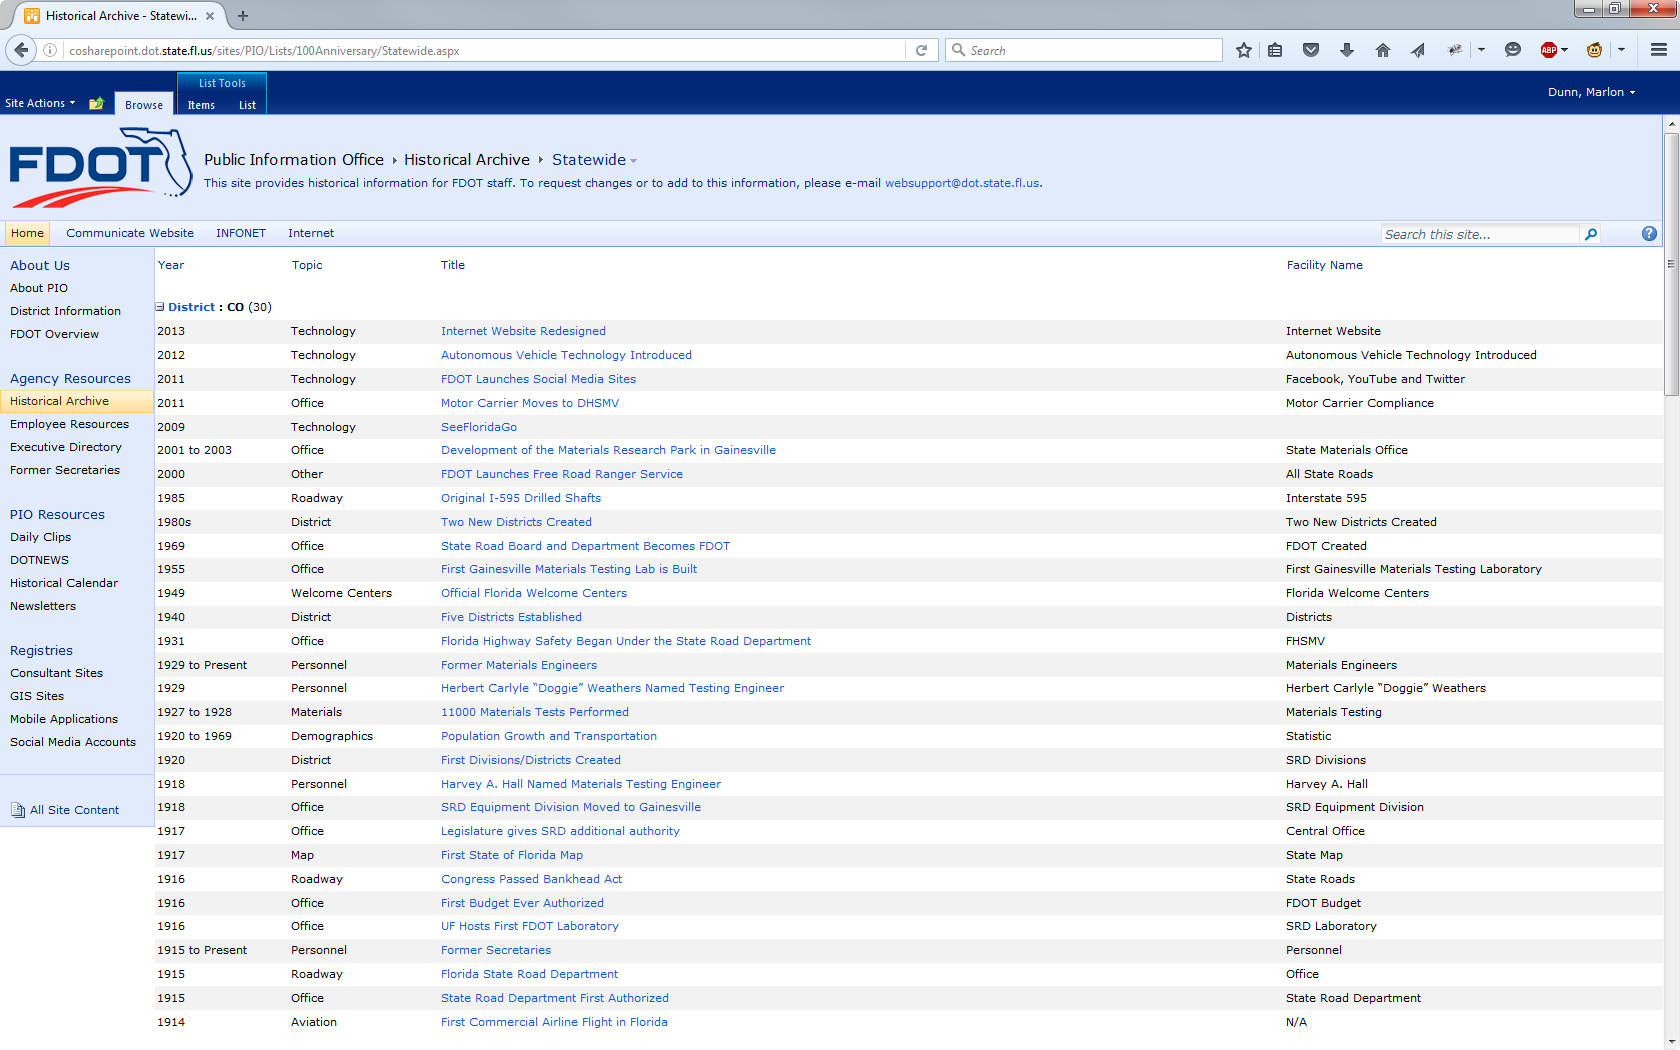 Historical Archive - Statewi...
cosharepoint.dot.state.fl.us/sites/PIO/Lists/100Anniversary/Statewide.aspx
Search
ABP
List Tools
Site Actions
Browse
Items
List
Dunn, Marlon
FDOT
Public Information Office
Historical Archive
Statewide
This site provides historical information for FDOT staff. To request changes or to add to this information, please e-mail websupport@dot.state.fl.us.
Home
Communicate Website
INFONET
Internet
Search this site...
About Us
About PIO
District Information
FDOT Overview
Agency Resources
Historical Archive
Employee Resources
Executive Directory
Former Secretaries
PIO Resources
Daily Clips
DOTNEWS
Historical Calendar
Newsletters
Registries
Consultant Sites
GIS Sites
Mobile Applications
Social Media Accounts
All Site Content
Year Topic Title Facility Name
District : CO (30)
2013 Technology Internet Website Redesigned Internet Website
2012 Technology Autonomous Vehicle Technology Introduced Autonomous Vehicle Technology Introduced
2011 Technology FDOT Launches Social Media Sites Facebook, YouTube and Twitter
2011 Office Motor Carrier Moves to DHSMV Motor Carrier Compliance
2009 Technology SeeFloridaGo
2001 to 2003 Office Development of the Materials Research Park in Gainesville State Materials Office
2000 Other FDOT Launches Free Road Ranger Service All State Roads
1985 Roadway Original I-595 Drilled Shafts Interstate 595
1980s District Two New Districts Created Two New Districts Created
1969 Office State Road Board and Department Becomes FDOT FDOT Created
1955 Office First Gainesville Materials Testing Lab is Built First Gainesville Materials Testing Laboratory
1949 Welcome Centers Official Florida Welcome Centers Florida Welcome Centers
1940 District Five Districts Established Districts
1931 Office Florida Highway Safety Began Under the State Road Department FHSMV
1929 to Present Personnel Former Materials Engineers Materials Engineers
1929 Personnel Herbert Carlyle “Doggie” Weathers Named Testing Engineer Herbert Carlyle “Doggie” Weathers
1927 to 1928 Materials 11000 Materials Tests Performed Materials Testing
1920 to 1969 Demographics Population Growth and Transportation Statistic
1920 District First Divisions/Districts Created SRD Divisions
1918 Personnel Harvey A. Hall Named Materials Testing Engineer Harvey A. Hall
1918 Office SRD Equipment Division Moved to Gainesville SRD Equipment Division
1917 Office Legislature gives SRD additional authority Central Office
1917 Map First State of Florida Map State Map
1916 Roadway Congress Passed Bankhead Act State Roads
1916 Office First Budget Ever Authorized FDOT Budget
1916 Office UF Hosts First FDOT Laboratory SRD Laboratory
1915 to Present Personnel Former Secretaries Personnel
1915 Roadway Florida State Road Department Office
1915 Office State Road Department First Authorized State Road Department
1914 Aviation First Commercial Airline Flight in Florida N/A